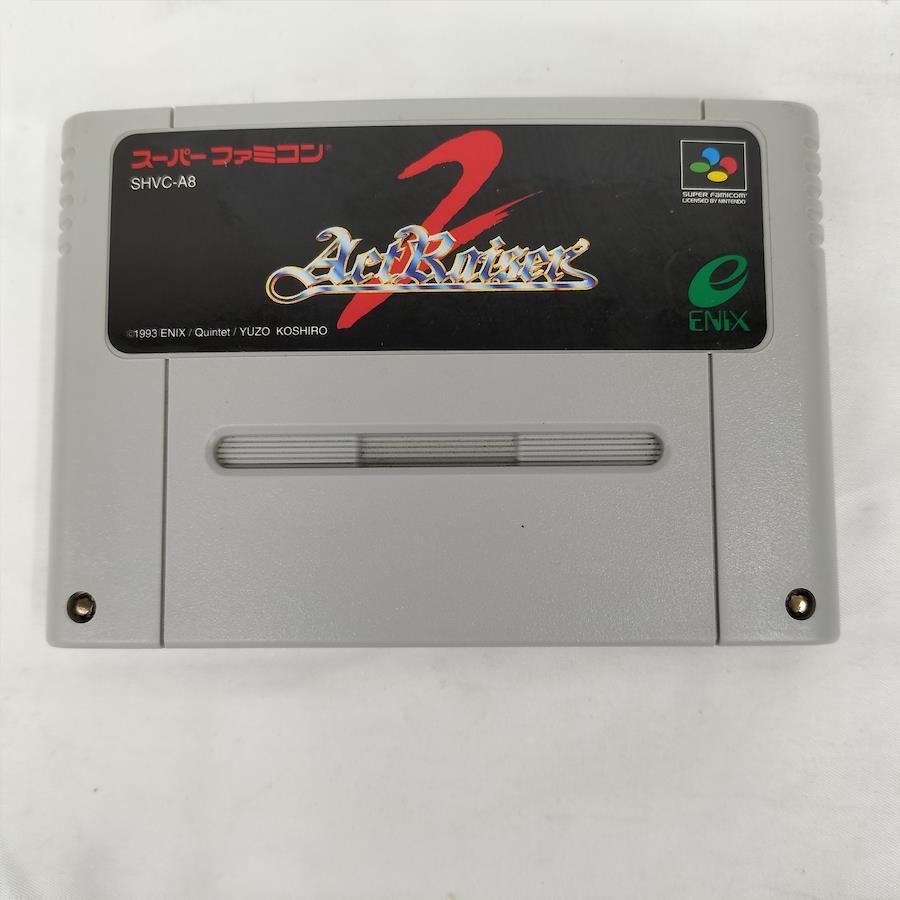 スーパーファミコン®
SHVC-A8
2
ActRaiser
SUPER FAMICOM
LICENSED BY NINTENDO
e
ENIX
©1993 ENIX / Quintet / YUZO KOSHIRO